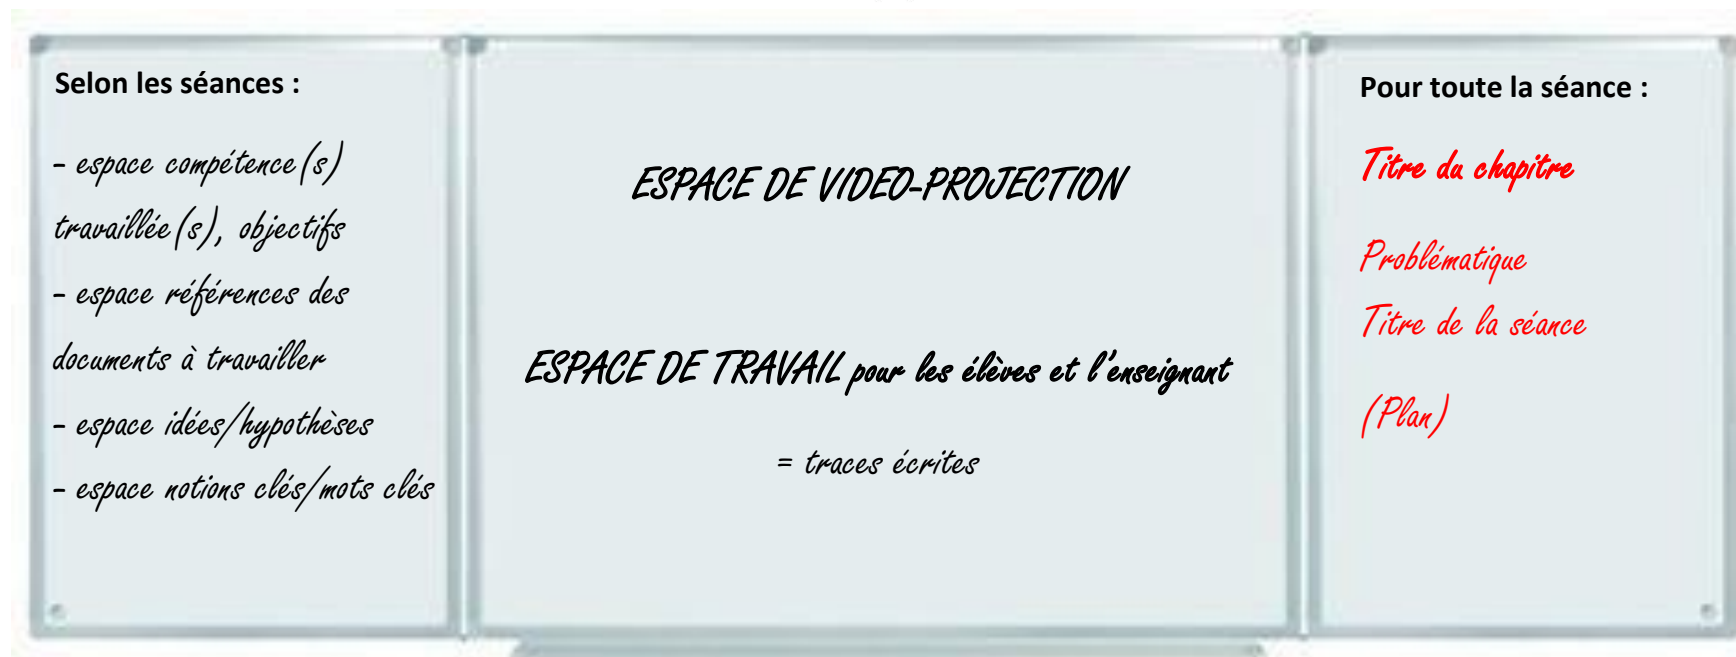 Selon les séances :
- espace compétence(s)
travaillée(s), objectifs
- espace références des
documents à travailler
- espace idées/hypothèses
- espace notions clés/mots clés
ESPACE DE VIDEO-PROJECTION
ESPACE DE TRAVAIL pour les élèves et l'enseignant
= traces écrites
Pour toute la séance :
Titre du chapitre
Problématique
Titre de la séance
(Plan)